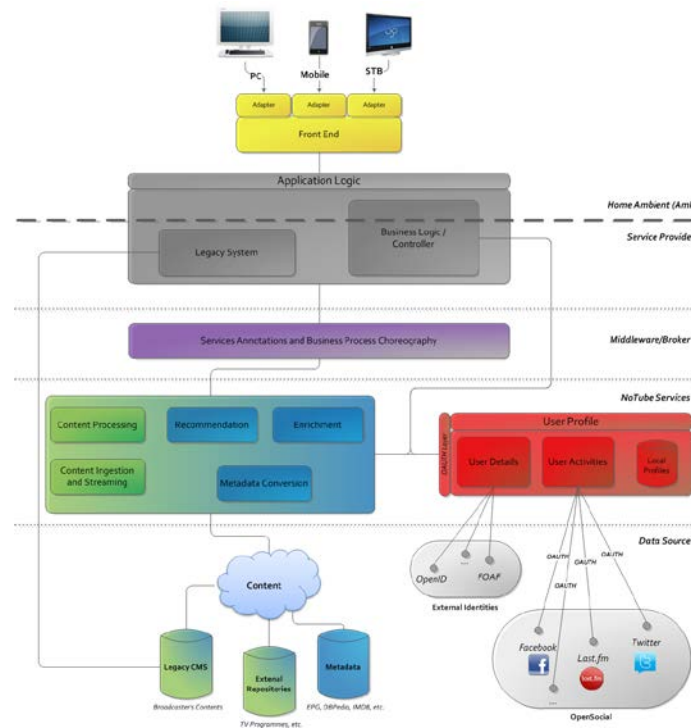 PC
Mobile
STB
Adapter
Adapter
Adapter
Front End
Application Logic
Home Ambient (AmI
Service Provide
Business Logic /
Controller
Legacy System
Services Annotations and Business Process Choreography
Middleware/Broker
NoTube Services
Content Processing
Recommendation
Enrichment
Content Ingestion
and Streaming
Metadata Conversion
User Profile
OAUTH Layer
User Details
User Activities
Local
Profiles
Data Source
Content
OpenID
...
FOAF
External Identities
OAUTH
OAUTH
OAUTH
OAUTH
Legacy CMS
Broadcaster's Contents
External
Repositories
TV Programmes, etc.
Metadata
EPG, DBPedia, IMDB, etc.
Facebook
f
Last.fm
last.fm
Twitter
...
OpenSocial